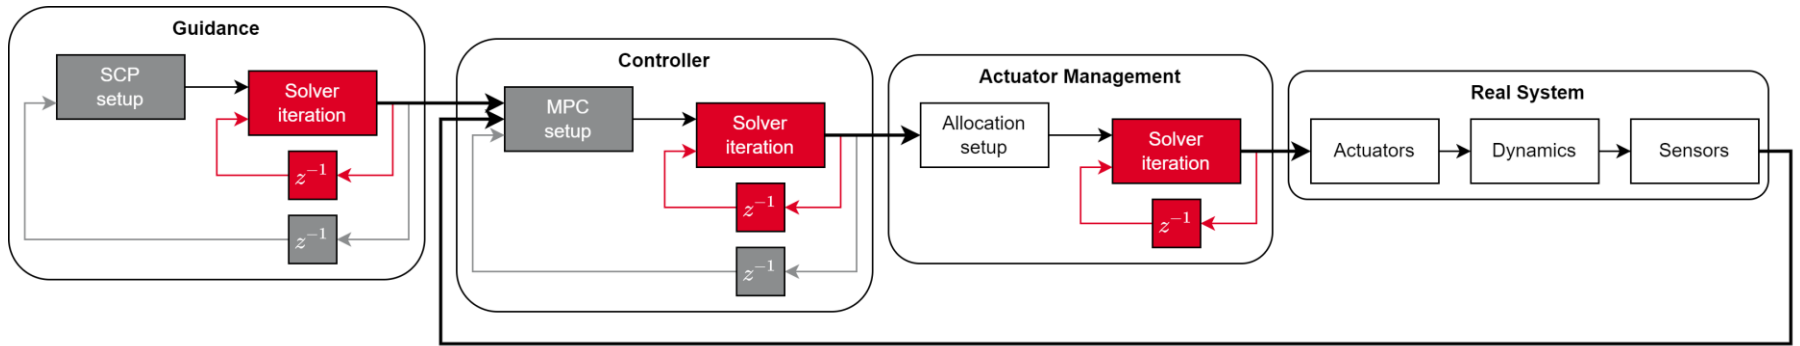 Guidance
SCP
setup
Solver
iteration
z⁻¹
z⁻¹
Controller
MPC
setup
Solver
iteration
z⁻¹
z⁻¹
Actuator Management
Allocation
setup
Solver
iteration
z⁻¹
Real System
Actuators
Dynamics
Sensors